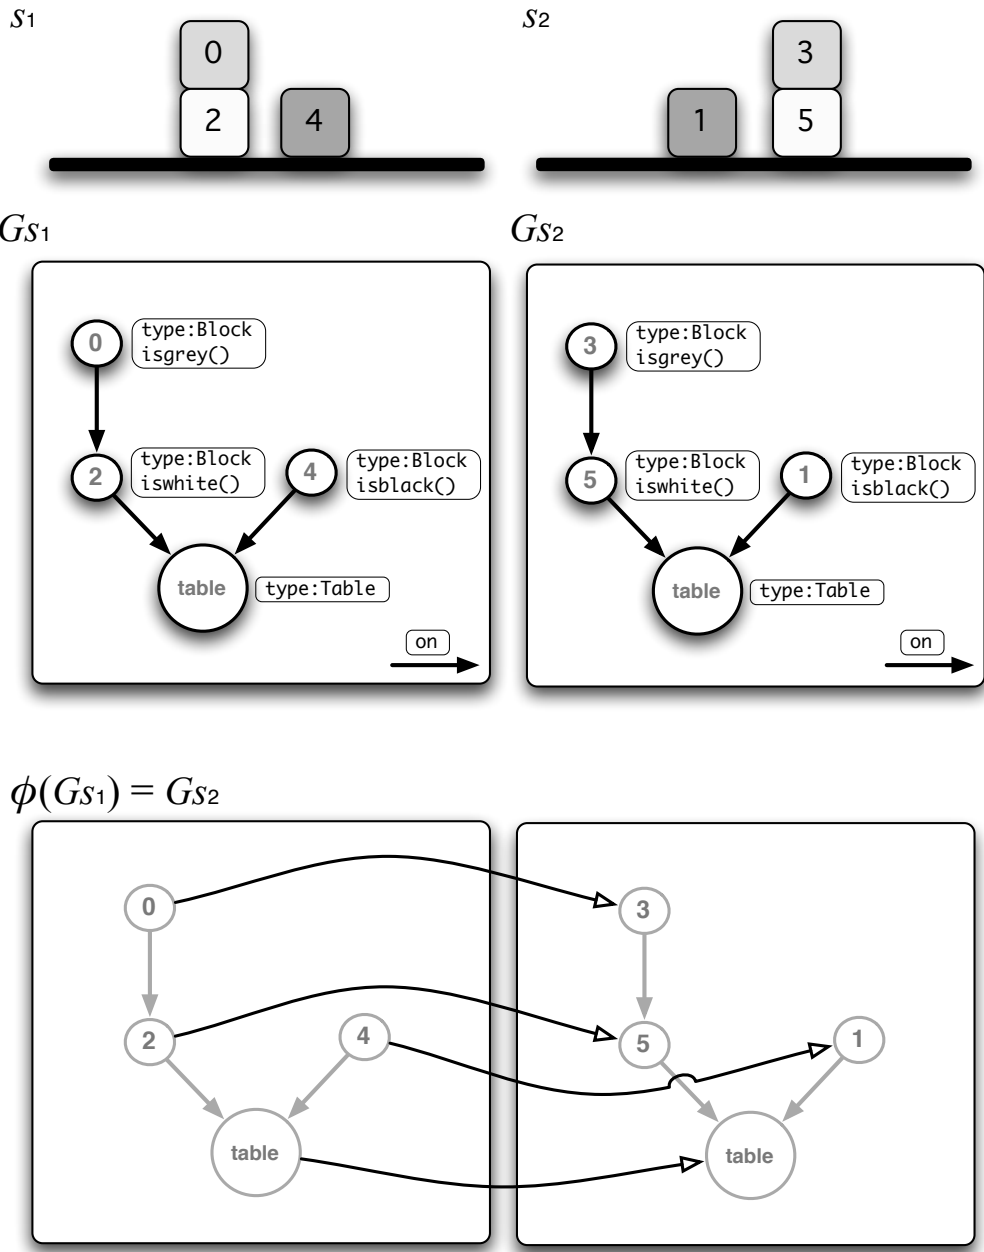 s1
s2
0
3
2
4
1
5
Gs1
Gs2
0
type:Block
isgrey()
2
type:Block
iswhite()
4
type:Block
isblack()
table
type:Table
on
3
type:Block
isgrey()
5
type:Block
iswhite()
1
type:Block
isblack()
table
type:Table
on
ϕ(Gs1) = Gs2
0
3
2
4
5
1
table
table